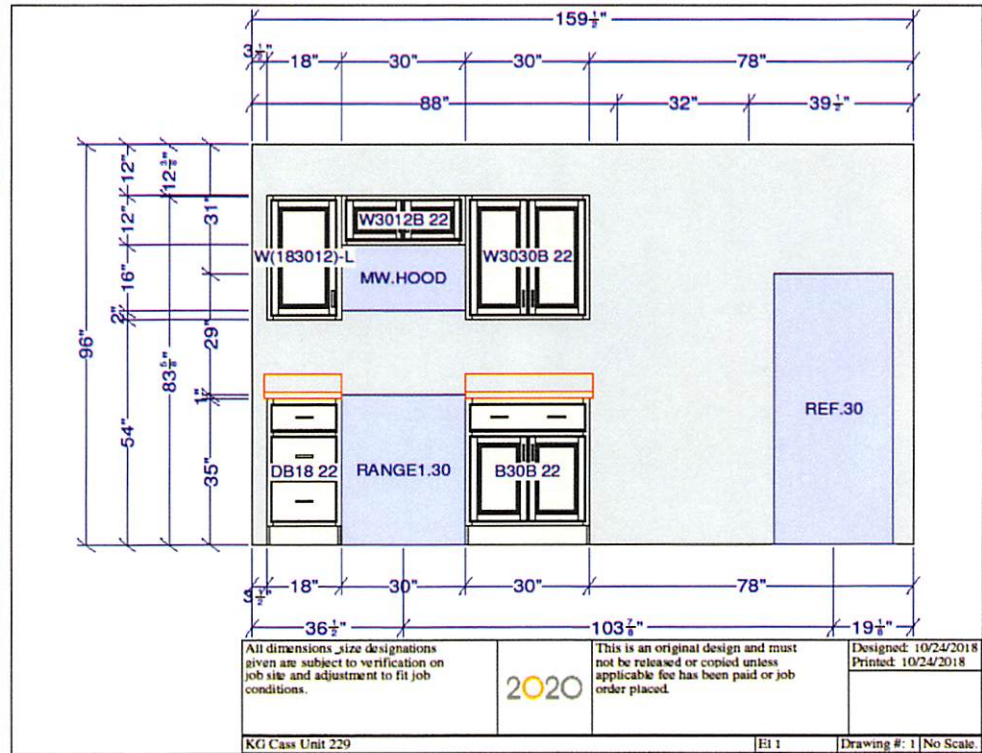 159 1/2"
3 1/2" 18" 30" 30" 78"
88" 32" 39 1/2"
96"
12" 12" 16" 2" 54"
12 3/8" 83 5/8"
31" 29" 1" 35"
W(183012)-L
W3012B 22
MW.HOOD
W3030B 22
DB18 22
RANGE1.30
B30B 22
REF.30
3 1/2" 18" 30" 30" 78"
36 1/2" 103 7/8" 19 1/8"
All dimensions _size designations
given are subject to verification on
job site and adjustment to fit job
conditions.
2020
This is an original design and must
not be released or copied unless
applicable fee has been paid or job
order placed.
Designed: 10/24/2018
Printed: 10/24/2018
KG Cass Unit 229
El 1
Drawing #: 1
No Scale.